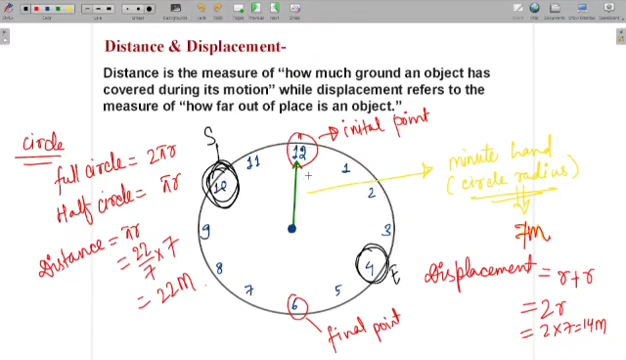 Distance & Displacement-
Distance is the measure of “how much ground an object has
covered during its motion” while displacement refers to the
measure of “how far out of place is an object.”
circle
full circle = 2πr
Half circle = πr
Distance = πr
= 22/7 × 7
= 22M.
S
→ inital point
12
11
1
10
2
9
3
8
4
7
5
6
E
final point
minute hand
(circle radius)
7M
Displacement = r+r
= 2r
= 2×7=14M